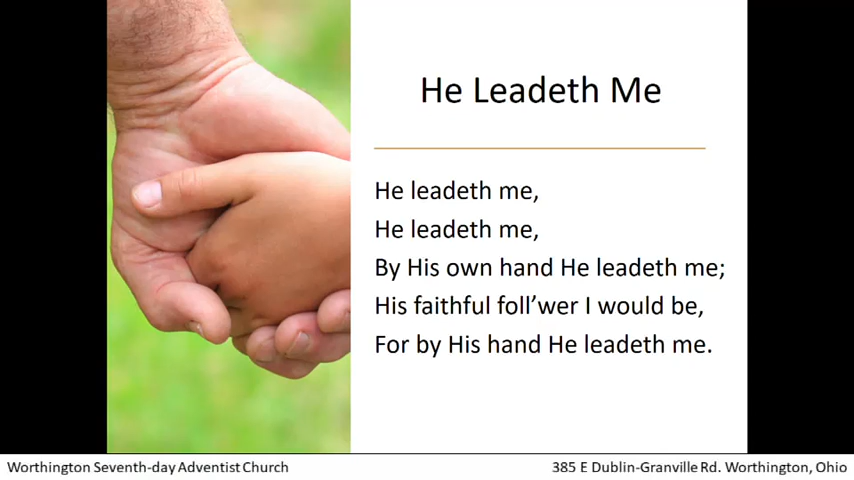 He Leadeth Me
He leadeth me,
He leadeth me,
By His own hand He leadeth me;
His faithful foll’wer I would be,
For by His hand He leadeth me.
Worthington Seventh-day Adventist Church
385 E Dublin-Granville Rd. Worthington, Ohio